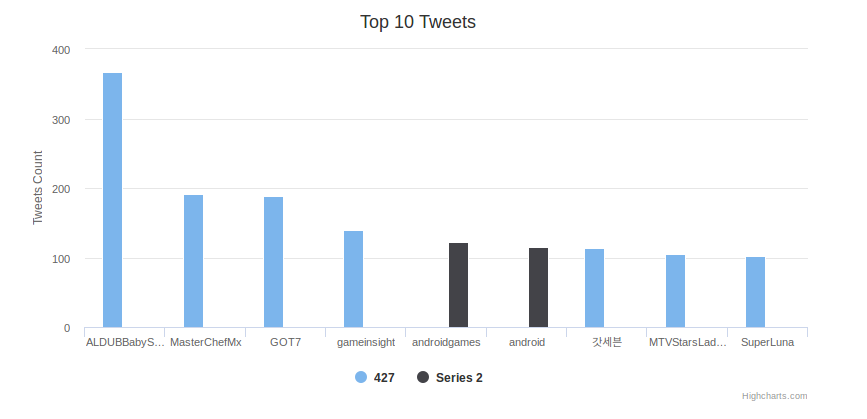 Top 10 Tweets
Tweets Count
400
300
200
100
0
ALDUBBabyS... MasterChefMx GOT7 gameinsight androidgames android 갓세븐 MTVStarsLad... SuperLuna
427 Series 2
Highcharts.com